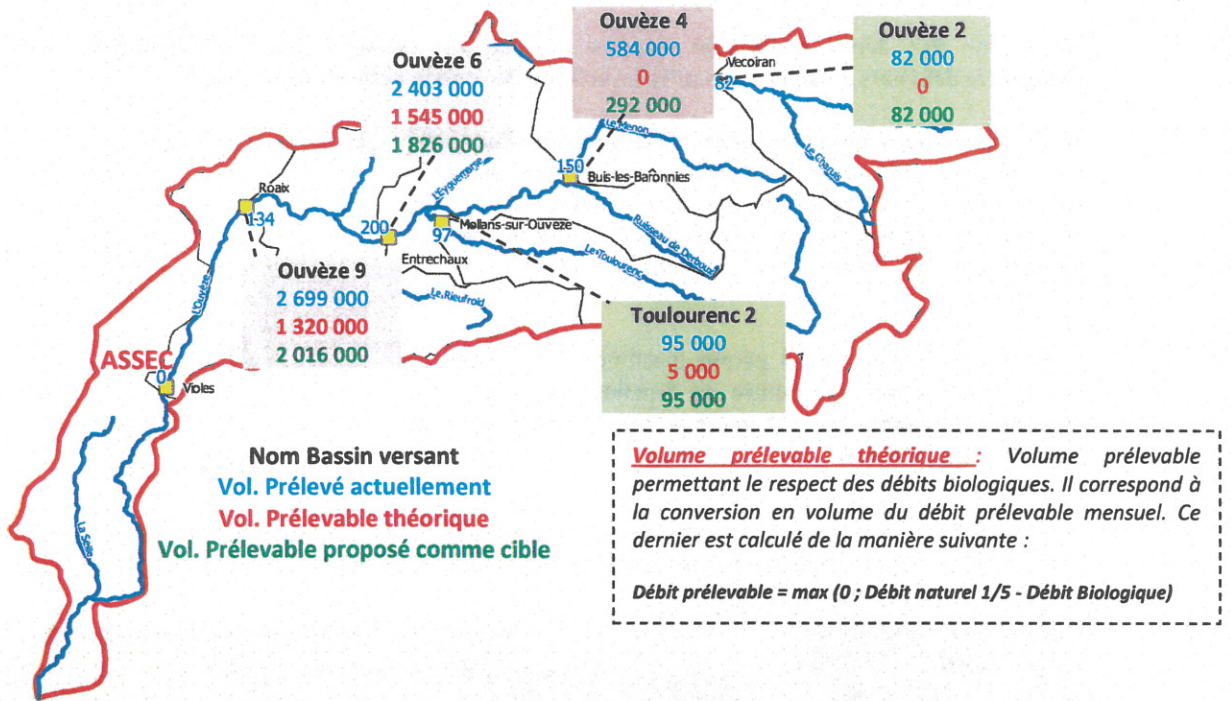 Ouvèze 4
584 000
0
292 000
Ouvèze 2
82 000
0
82 000
Ouvèze 6
2 403 000
1 545 000
1 826 000
Vecoiran
82
Le Menon
Le Charuis
150
Buis-les-Baronnies
L'Eyguemarse
Roaix
134
200
97
Mollans-sur-Ouvèze
Ruisseau de Derboux
Le Toulourenc
Entrechaux
L'Ouvèze
Ouvèze 9
2 699 000
1 320 000
2 016 000
Le Rieufroid
Toulourenc 2
95 000
5 000
95 000
ASSEC
0
Violes
La Seille
Nom Bassin versant
Vol. Prélevé actuellement
Vol. Prélevable théorique
Vol. Prélevable proposé comme cible
Volume prélevable théorique : Volume prélevable
permettant le respect des débits biologiques. Il correspond à
la conversion en volume du débit prélevable mensuel. Ce
dernier est calculé de la manière suivante :
Débit prélevable = max (0 ; Débit naturel 1/5 - Débit Biologique)